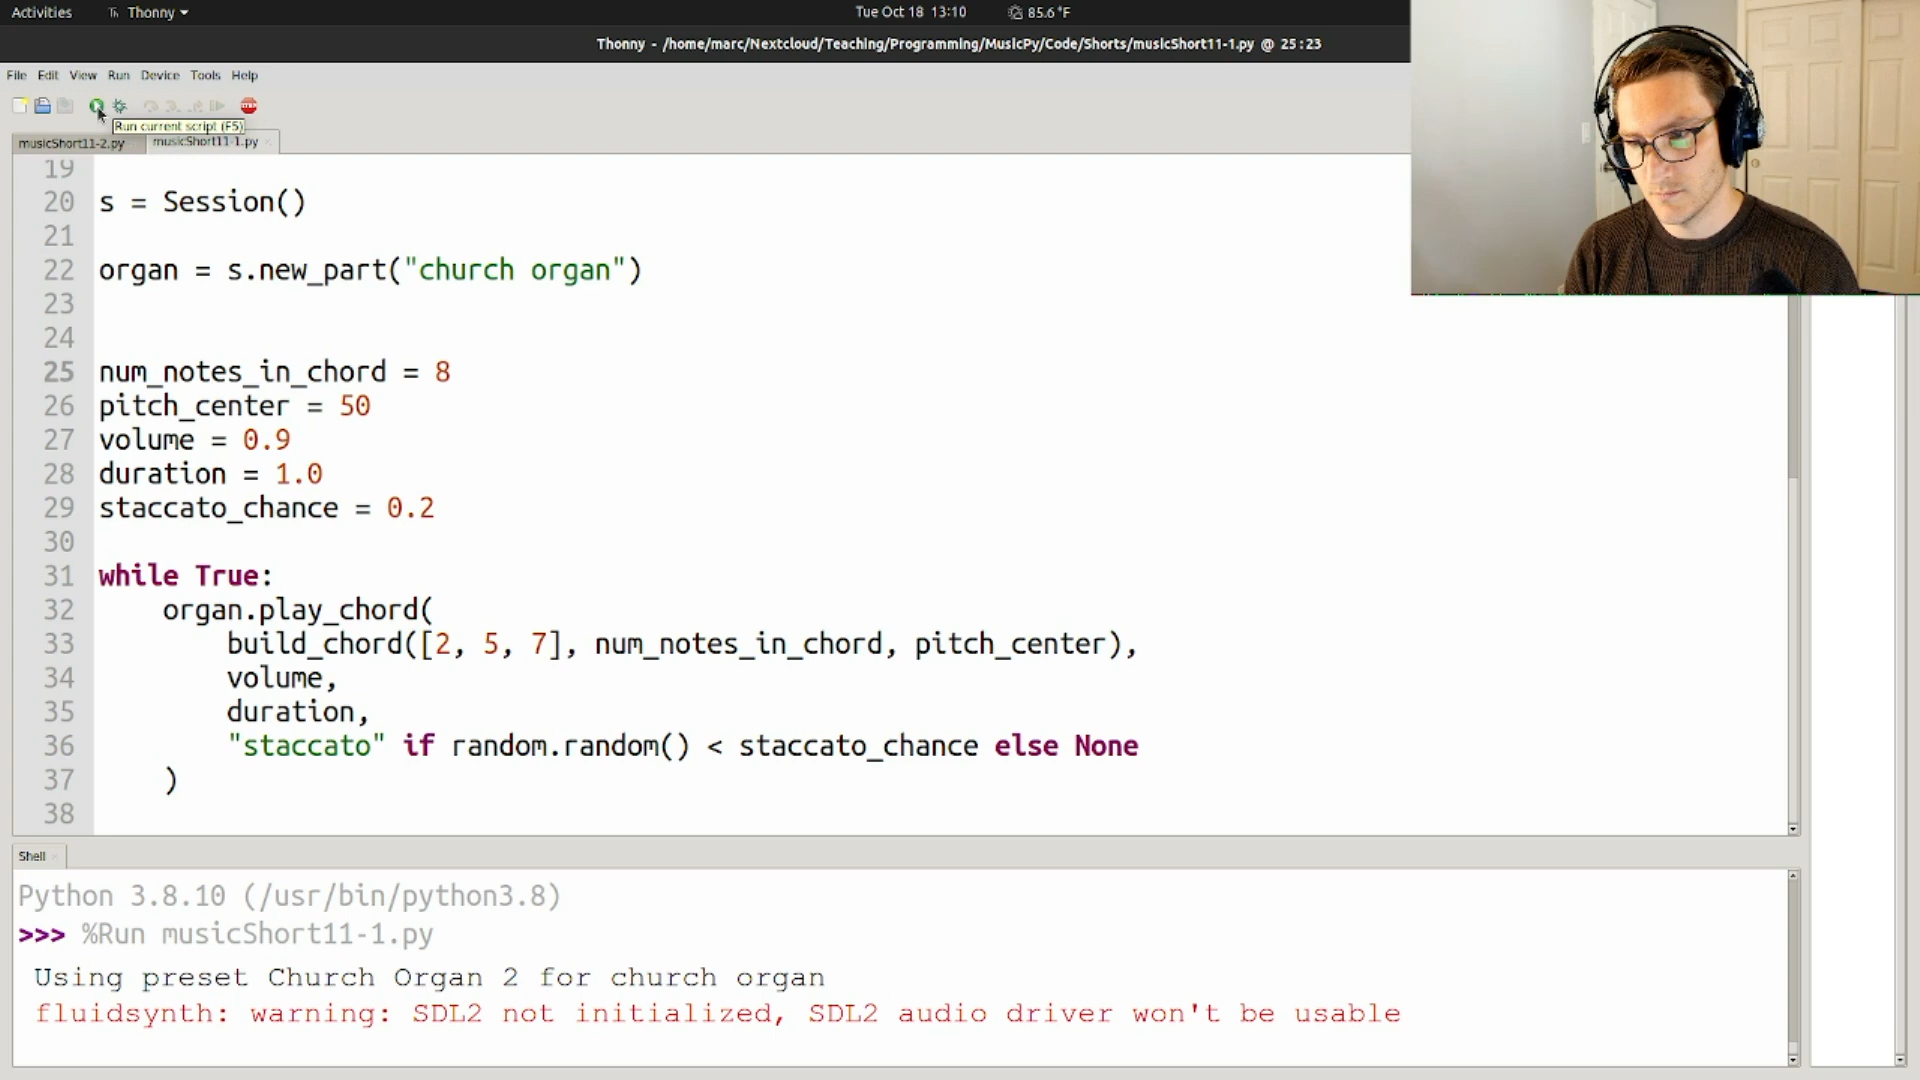 Activities
Thonny
Tue Oct 18 13:10
85.6 °F
Thonny - /home/marc/Nextcloud/Teaching/Programming/MusicPy/Code/Shorts/musicShort11-1.py @ 25:23
File Edit View Run Device Tools Help
Run current script (F5)
musicShort11-2.py
musicShort11-1.py
19
20 s = Session()
21
22 organ = s.new_part("church organ")
23
24
25 num_notes_in_chord = 8
26 pitch_center = 50
27 volume = 0.9
28 duration = 1.0
29 staccato_chance = 0.2
30
31 while True:
32 organ.play_chord(
33 build_chord([2, 5, 7], num_notes_in_chord, pitch_center),
34 volume,
35 duration,
36 "staccato" if random.random() < staccato_chance else None
37 )
38
Shell
Python 3.8.10 (/usr/bin/python3.8)
>>> %Run musicShort11-1.py
Using preset Church Organ 2 for church organ
fluidsynth: warning: SDL2 not initialized, SDL2 audio driver won't be usable